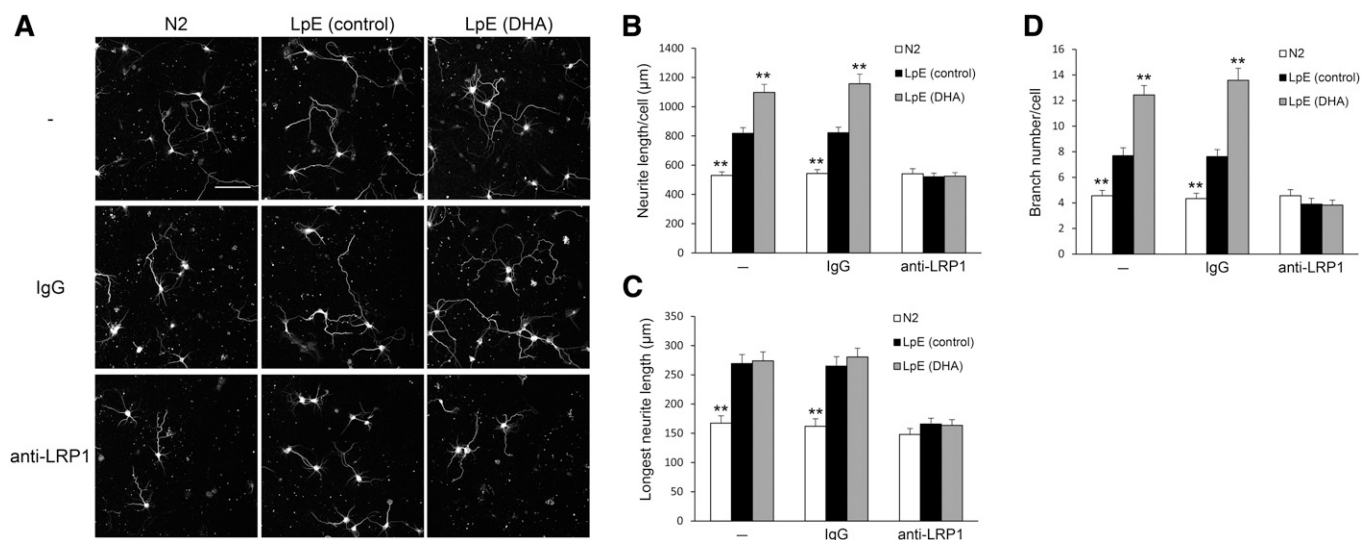 A
N2
LpE (control)
LpE (DHA)
-
IgG
anti-LRP1
B
Neurite length/cell (µm)
1400
1200
1000
800
600
400
200
0
N2
LpE (control)
LpE (DHA)
**
**
**
**
–
IgG
anti-LRP1
C
Longest neurite length (µm)
350
300
250
200
150
100
50
0
N2
LpE (control)
LpE (DHA)
**
**
–
IgG
anti-LRP1
D
Branch number/cell
16
14
12
10
8
6
4
2
0
N2
LpE (control)
LpE (DHA)
**
**
**
**
–
IgG
anti-LRP1